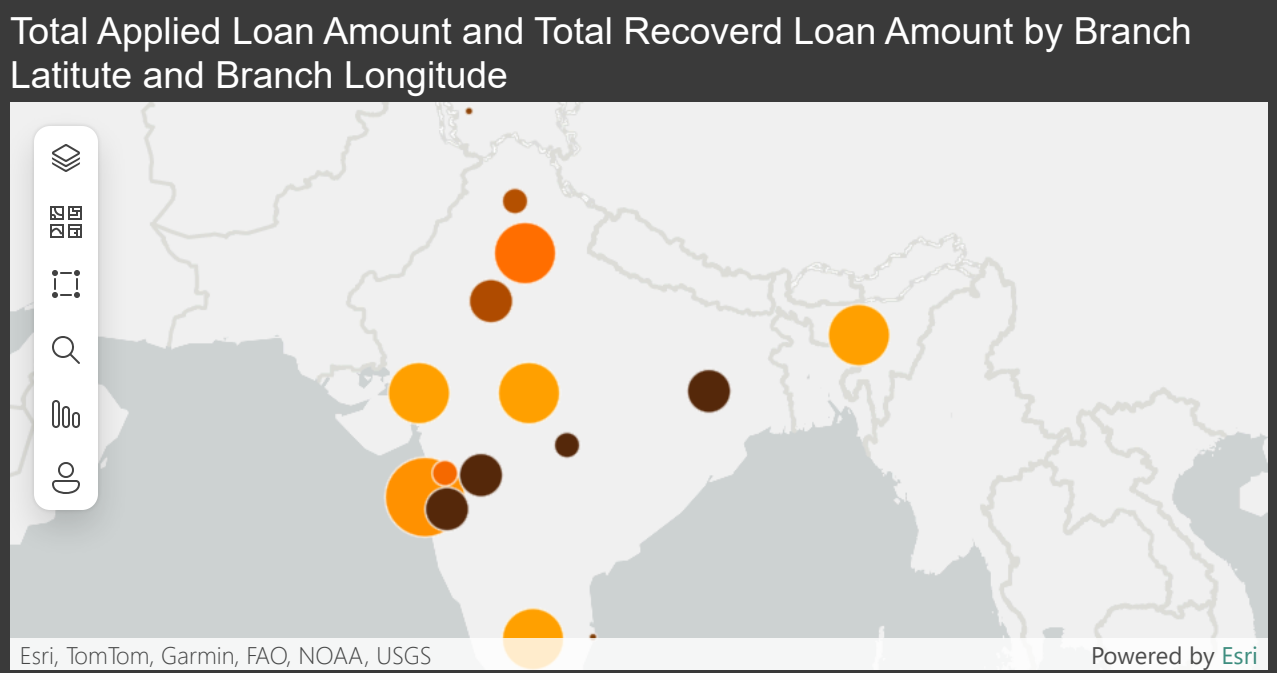 Total Applied Loan Amount and Total Recoverd Loan Amount by Branch
Latitute and Branch Longitude
Esri, TomTom, Garmin, FAO, NOAA, USGS
Powered by Esri